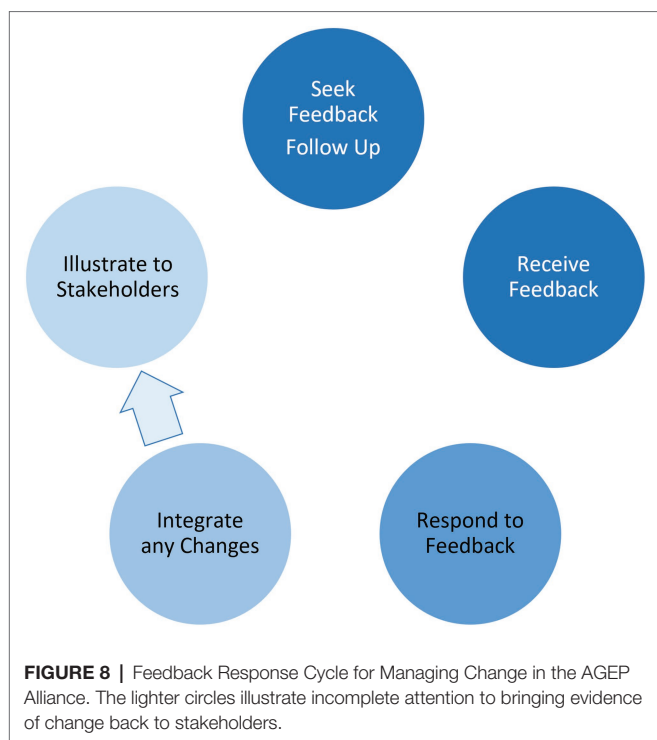 Seek
Feedback
Follow Up
Receive
Feedback
Respond to
Feedback
Integrate
any Changes
Illustrate to
Stakeholders
FIGURE 8 | Feedback Response Cycle for Managing Change in the AGEP
Alliance. The lighter circles illustrate incomplete attention to bringing evidence
of change back to stakeholders.